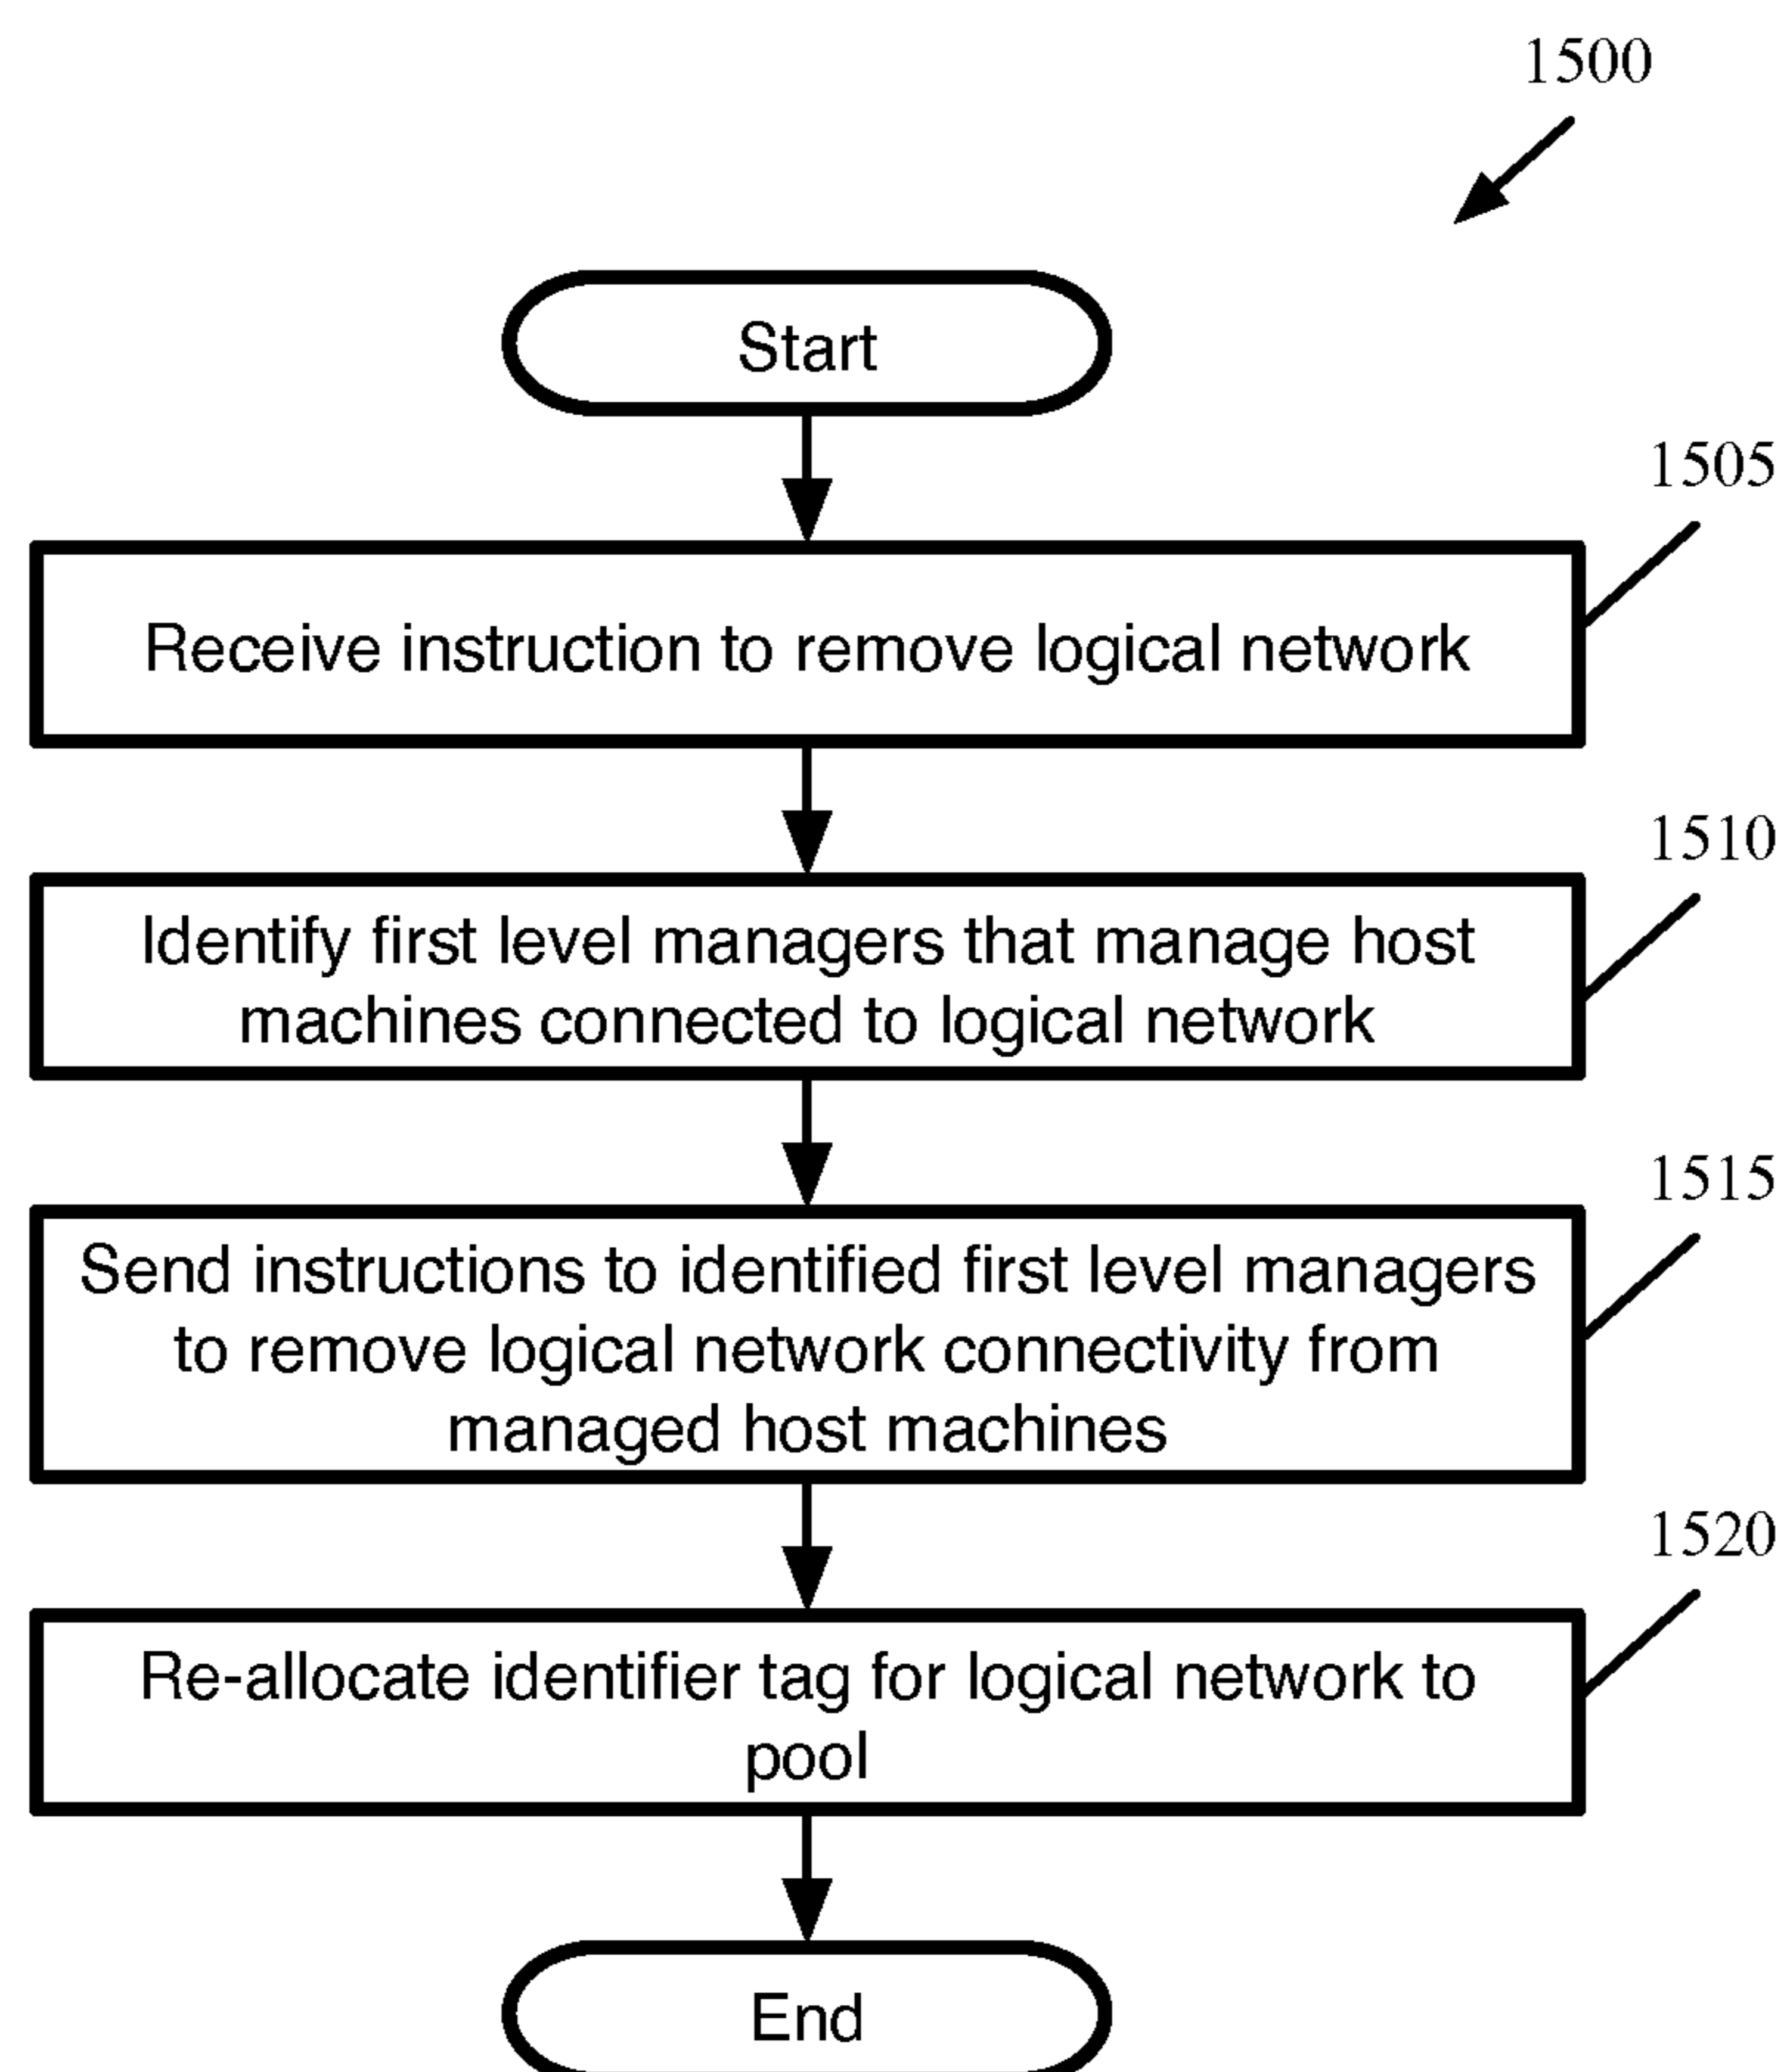 1500
Start
1505
Receive instruction to remove logical network
1510
Identify first level managers that manage host
machines connected to logical network
1515
Send instructions to identified first level managers
to remove logical network connectivity from
managed host machines
1520
Re-allocate identifier tag for logical network to
pool
End